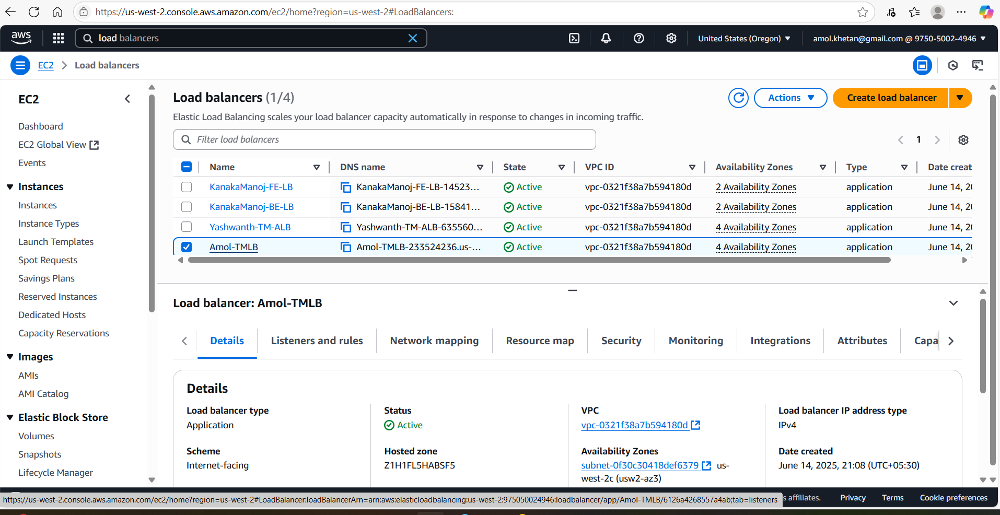 https://us-west-2.console.aws.amazon.com/ec2/home?region=us-west-2#LoadBalancers:
aws
load balancers
United States (Oregon)
amol.khetan@gmail.com @ 9750-5002-4946
EC2
Load balancers
EC2
Dashboard
EC2 Global View
Events
Instances
Instances
Instance Types
Launch Templates
Spot Requests
Savings Plans
Reserved Instances
Dedicated Hosts
Capacity Reservations
Images
AMIs
AMI Catalog
Elastic Block Store
Volumes
Snapshots
Lifecycle Manager
Load balancers (1/4)
Actions
Create load balancer
Elastic Load Balancing scales your load balancer capacity automatically in response to changes in incoming traffic.
Filter load balancers
1
Name DNS name State VPC ID Availability Zones Type Date creat
KanakaManoj-FE-LB KanakaManoj-FE-LB-14523... Active vpc-0321f38a7b594180d 2 Availability Zones application June 14, 20
KanakaManoj-BE-LB KanakaManoj-BE-LB-15841... Active vpc-0321f38a7b594180d 2 Availability Zones application June 14, 20
Yashwanth-TM-ALB Yashwanth-TM-ALB-635560... Active vpc-0321f38a7b594180d 4 Availability Zones application June 14, 20
Amol-TMLB Amol-TMLB-233524236.us-... Active vpc-0321f38a7b594180d 4 Availability Zones application June 14, 20
Load balancer: Amol-TMLB
Details Listeners and rules Network mapping Resource map Security Monitoring Integrations Attributes Capa
Details
Load balancer type
Application
Status
Active
VPC
vpc-0321f38a7b594180d
Load balancer IP address type
IPv4
Scheme
Internet-facing
Hosted zone
Z1H1FL5HABSF5
Availability Zones
subnet-0f30c30418def6379 us-
west-2c (usw2-az3)
Date created
June 14, 2025, 21:08 (UTC+05:30)
https://us-west-2.console.aws.amazon.com/ec2/home?region=us-west-2#LoadBalancer:loadBalancerArn=arn:aws:elasticloadbalancing:us-west-2:975050024946:loadbalancer/app/Amol-TMLB/6126a4268557a4ab;tab=listeners
s affiliates. Privacy Terms Cookie preferences